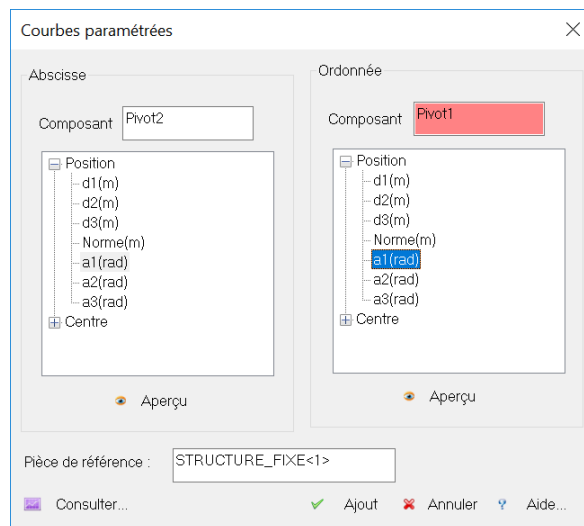 Courbes paramétrées
Abscisse
Composant Pivot2
Position
d1(m)
d2(m)
d3(m)
Norme(m)
a1(rad)
a2(rad)
a3(rad)
Centre
Aperçu
Ordonnée
Composant Pivot1
Position
d1(m)
d2(m)
d3(m)
Norme(m)
a1(rad)
a2(rad)
a3(rad)
Centre
Aperçu
Pièce de référence : STRUCTURE_FIXE<1>
Consulter... Ajout Annuler Aide...